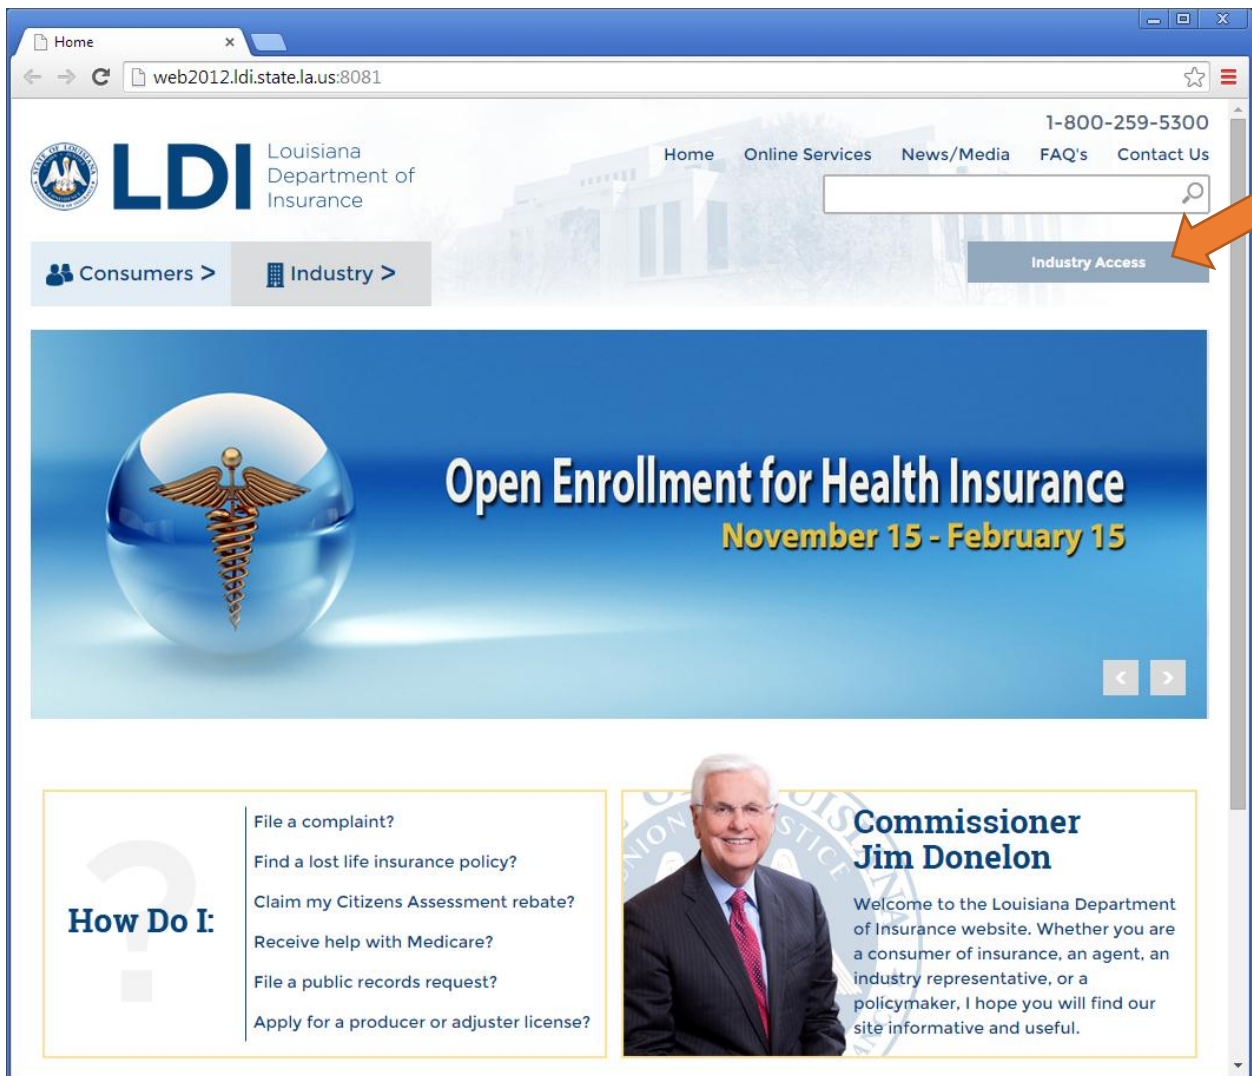 Home
web2012.ldi.state.la.us:8081
1-800-259-5300
LDI
Louisiana
Department of
Insurance
Home Online Services News/Media FAQ's Contact Us
Consumers > Industry >
Industry Access
Open Enrollment for Health Insurance
November 15 - February 15
How Do I:
File a complaint?
Find a lost life insurance policy?
Claim my Citizens Assessment rebate?
Receive help with Medicare?
File a public records request?
Apply for a producer or adjuster license?
Commissioner
Jim Donelon
Welcome to the Louisiana Department
of Insurance website. Whether you are
a consumer of insurance, an agent, an
industry representative, or a
policymaker, I hope you will find our
site informative and useful.